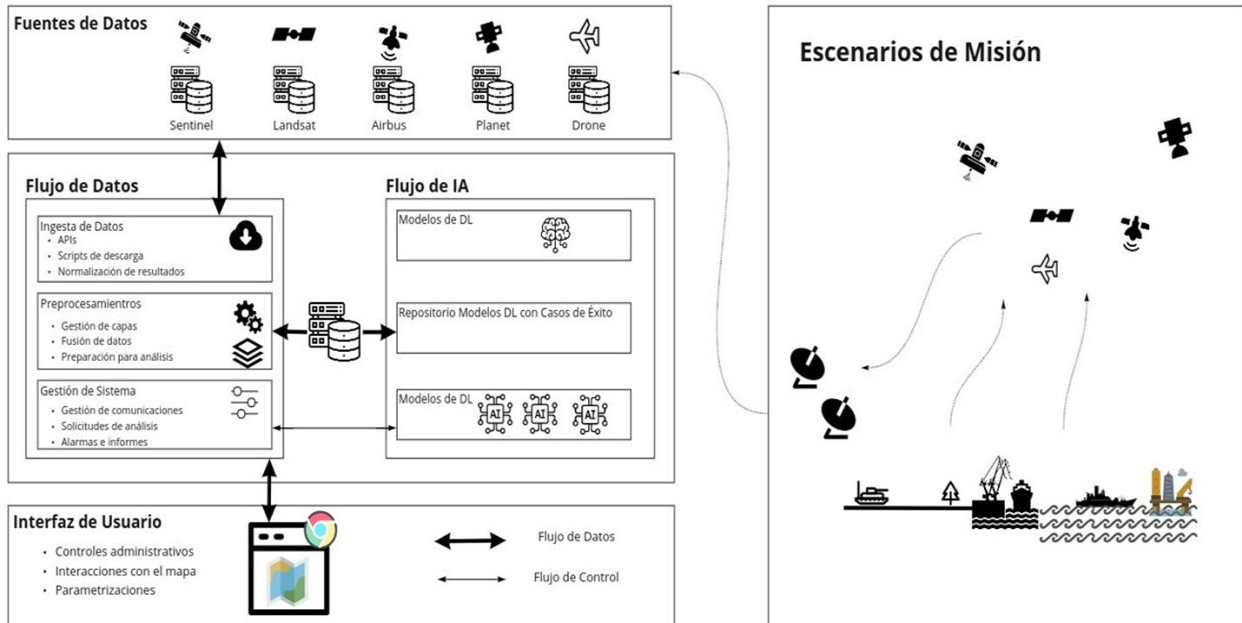 Fuentes de Datos
Sentinel
Landsat
Airbus
Planet
Drone
Flujo de Datos
Ingesta de Datos
APIs
Scripts de descarga
Normalización de resultados
Preprocesamientros
Gestión de capas
Fusión de datos
Preparación para análisis
Gestión de Sistema
Gestión de comunicaciones
Solicitudes de análisis
Alarmas e informes
Flujo de IA
Modelos de DL
Repositorio Modelos DL con Casos de Éxito
Modelos de DL
AI
AI
AI
Interfaz de Usuario
Controles administrativos
Interacciones con el mapa
Parametrizaciones
Flujo de Datos
Flujo de Control
Escenarios de Misión